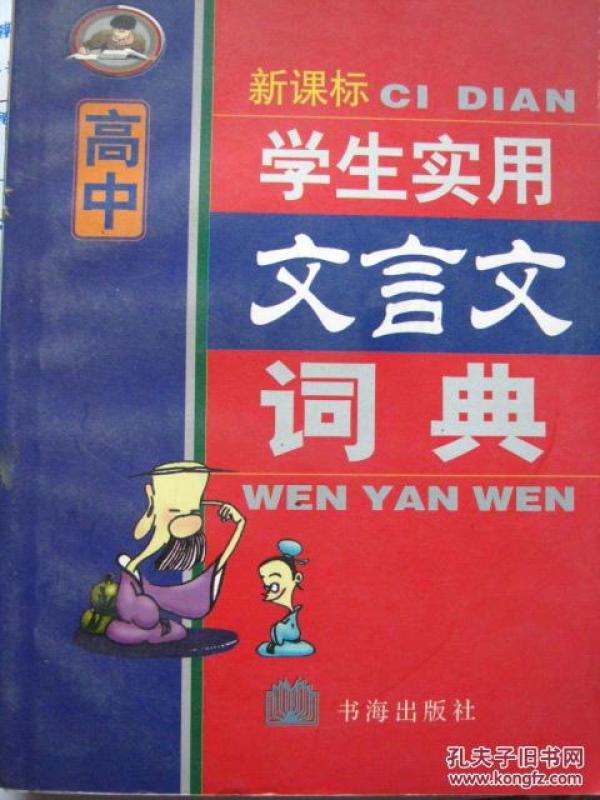 高中
新课标 CI DIAN
学生实用
文言文
词典
WEN YAN WEN
书海出版社
孔夫子旧书网
www.kongfz.com